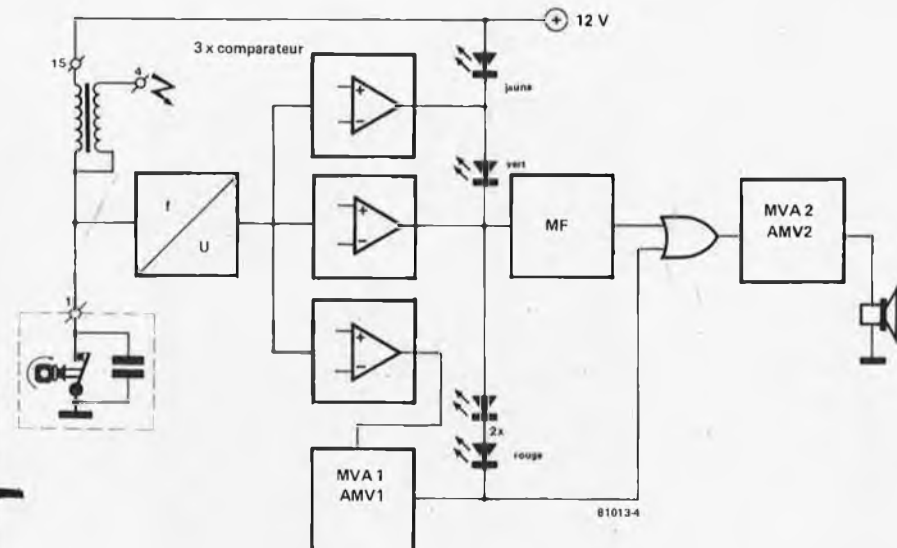 12 V
3 x comparateur
15
4
jaune
vert
f
U
MF
MVA 2
AMV2
1
2x
rouge
MVA 1
AMV1
81013-4